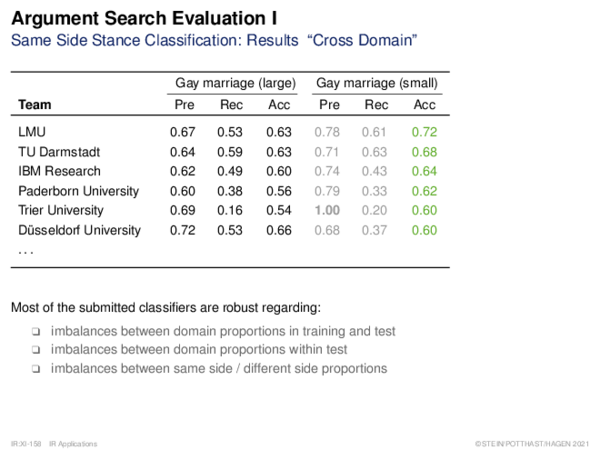 Argument Search Evaluation I
Same Side Stance Classification: Results “Cross Domain”
Gay marriage (large) Gay marriage (small)
Team Pre Rec Acc Pre Rec Acc
LMU 0.67 0.53 0.63 0.78 0.61 0.72
TU Darmstadt 0.64 0.59 0.63 0.71 0.63 0.68
IBM Research 0.62 0.49 0.60 0.74 0.43 0.64
Paderborn University 0.60 0.38 0.56 0.79 0.33 0.62
Trier University 0.69 0.16 0.54 1.00 0.20 0.60
Düsseldorf University 0.72 0.53 0.66 0.68 0.37 0.60
...
Most of the submitted classifiers are robust regarding:
❑ imbalances between domain proportions in training and test
❑ imbalances between domain proportions within test
❑ imbalances between same side / different side proportions
IR:XI-158 IR Applications ©STEIN/POTTHAST/HAGEN 2021